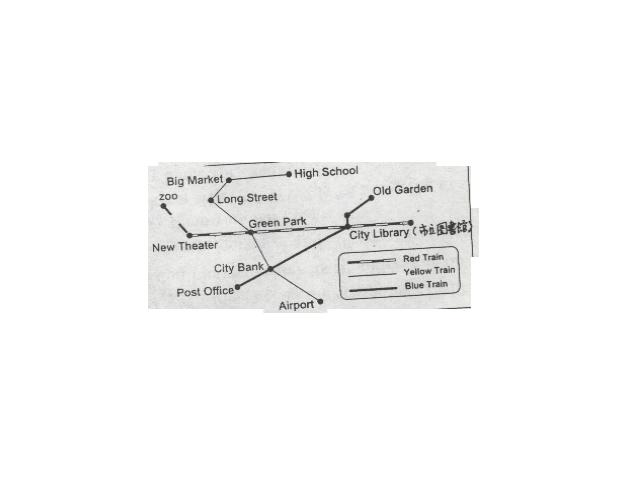 High School
Big Market
zoo
Old Garden
Long Street
Green Park
City Library (市立图书馆)
New Theater
City Bank
Red Train
Yellow Train
Blue Train
Post Office
Airport